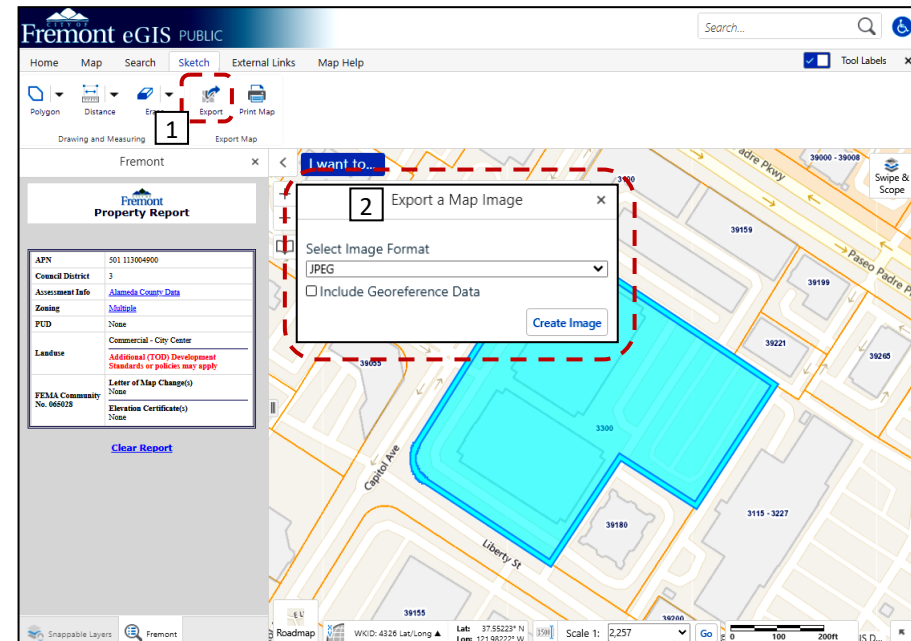 CITY OF
Fremont eGIS PUBLIC
Search...
Home Map Search Sketch External Links Map Help
Tool Labels
Polygon Distance Erase Export Print Map
1
Drawing and Measuring Export Map
Fremont
I want to...
Fremont
Property Report
APN 501 113004900
Council District 3
Assessment Info Alameda County Data
Zoning Multiple
PUD None
Landuse
Commercial - City Center
Additional (TOD) Development
Standards or policies may apply
FEMA Community
No. 065028
Letter of Map Change(s)
None
Elevation Certificate(s)
None
Clear Report
2
Export a Map Image
Select Image Format
JPEG
Include Georeference Data
Create Image
39000 - 39008
Swipe &
Scope
39159
Paseo Padre P
39199
39221
39265
39055
3300
Capitol Ave
39180
3115 - 3227
Liberty St
39155
39200
Snappable Layers Fremont
Roadmap
WKID: 4326 Lat/Long
Lat: 37.55223° N
Lon: 121.98222° W
Scale 1: 2,257
Go
0 100 200ft